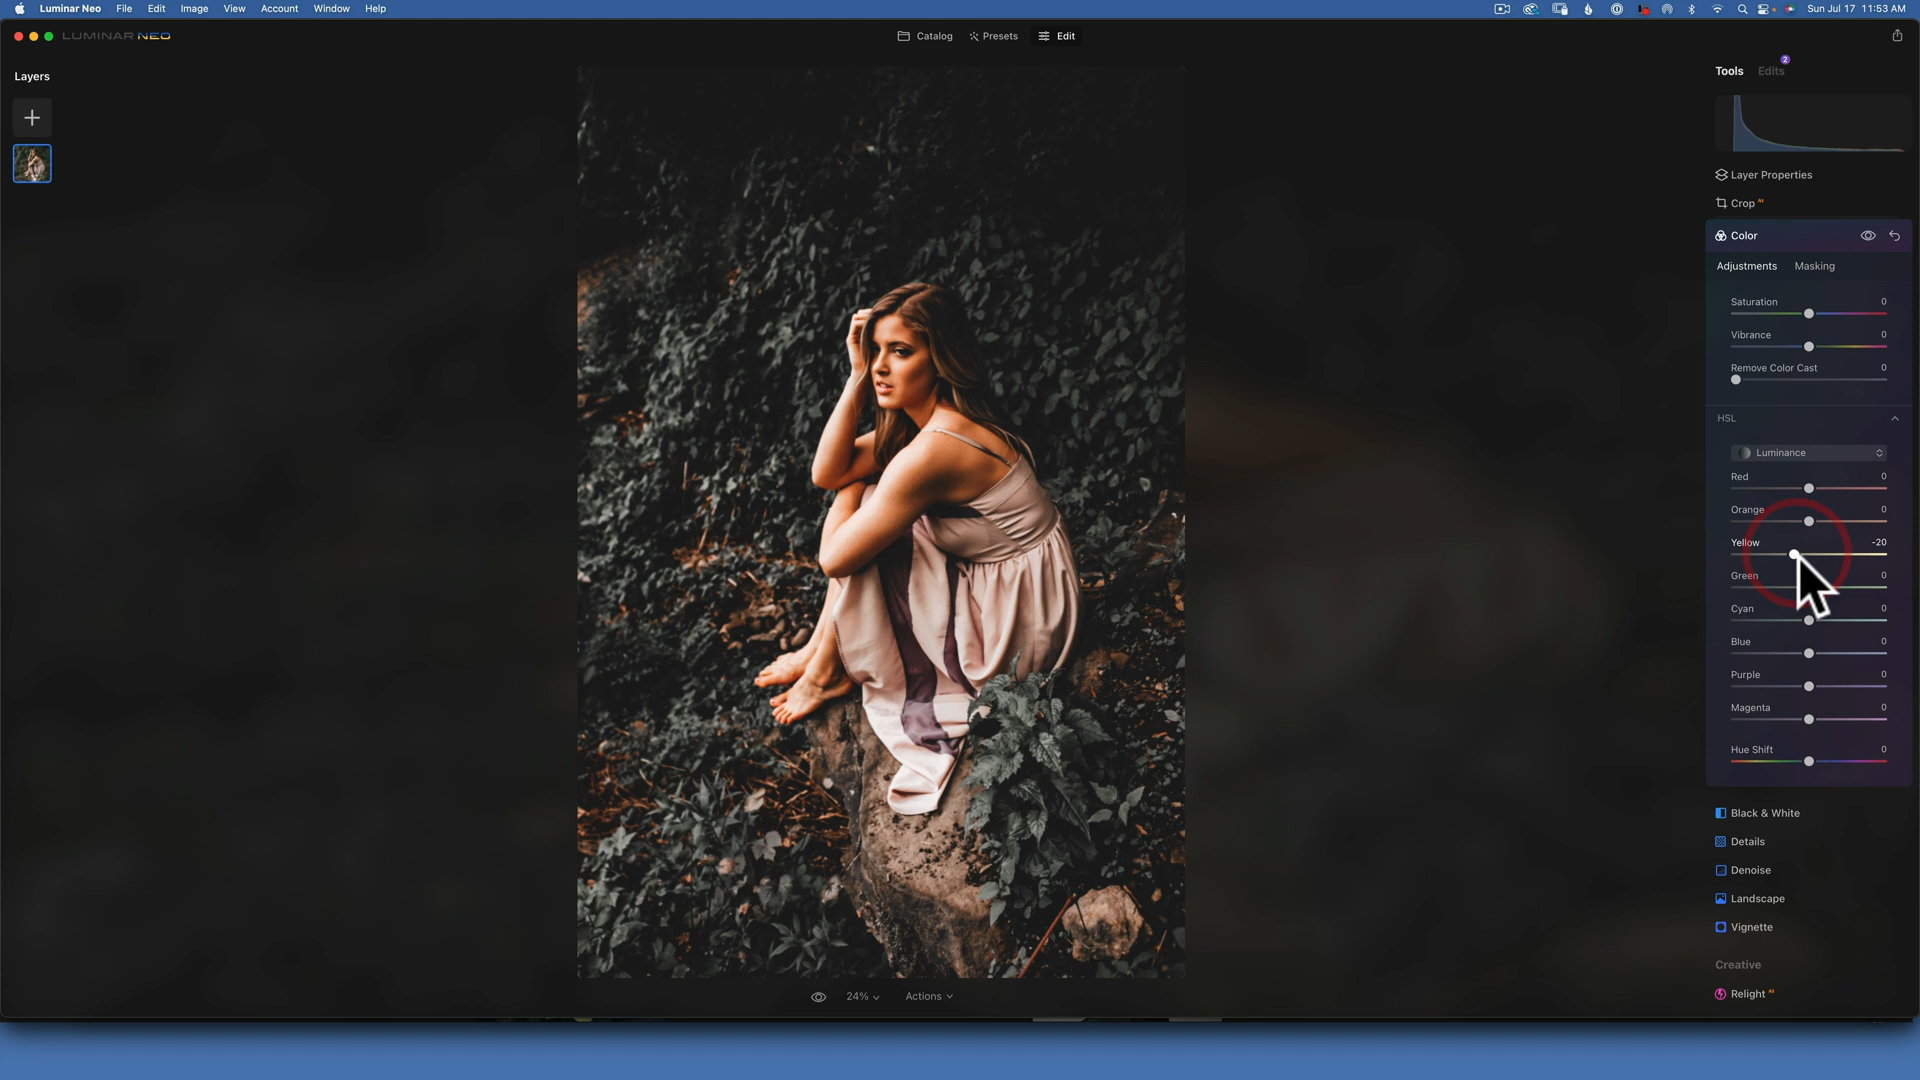 Luminar Neo File Edit Image View Account Window Help Sun Jul 17 11:53 AM
LUMINAR NEO Catalog Presets Edit
Layers
Tools Edits 2
Layer Properties
Crop AI
Color
Adjustments Masking
Saturation 0
Vibrance 0
Remove Color Cast 0
HSL
Luminance
Red 0
Orange 0
Yellow -20
Green 0
Cyan 0
Blue 0
Purple 0
Magenta 0
Hue Shift 0
Black & White
Details
Denoise
Landscape
Vignette
Creative
Relight AI
24% Actions